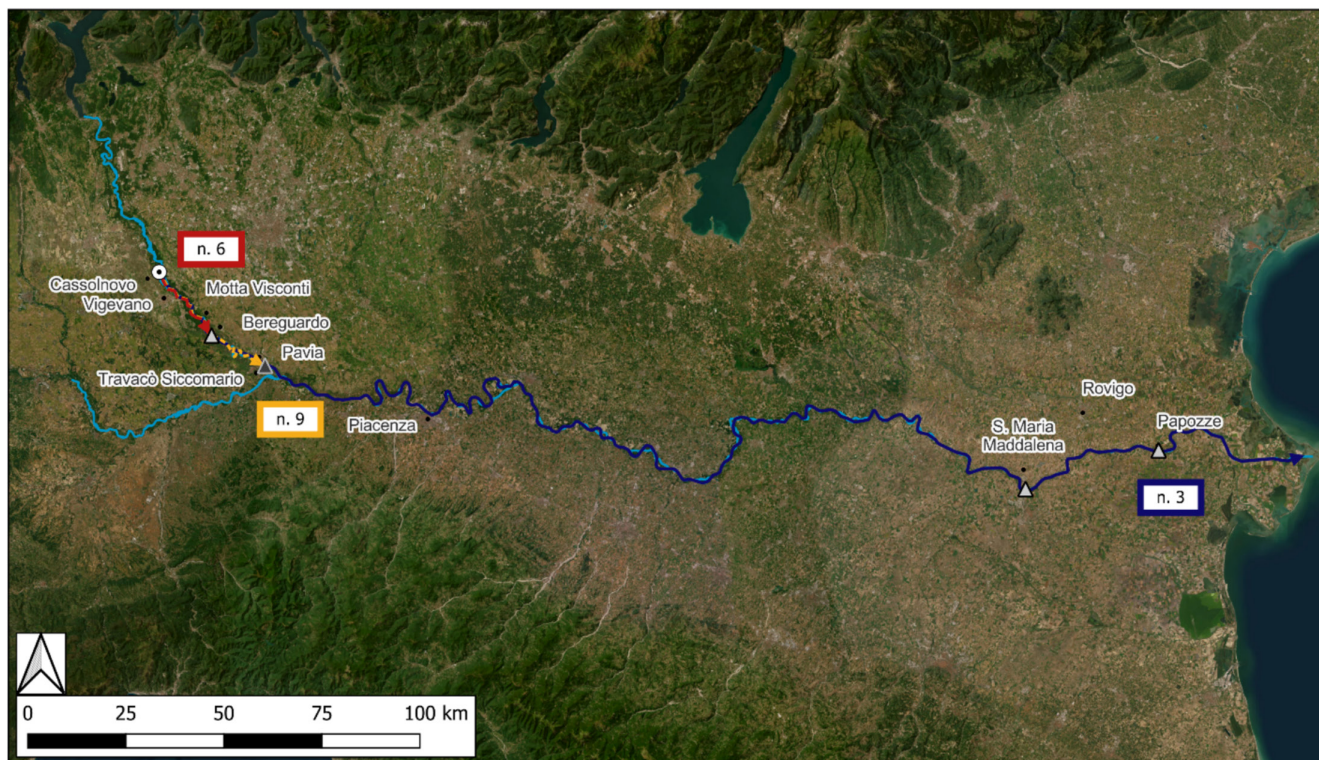 n. 6
Cassolnovo
Vigevano
Motta Visconti
Bereguardo
Pavia
Travacò Siccomario
n. 9
Piacenza
Rovigo
S. Maria
Maddalena
Papozze
n. 3
0 25 50 75 100 km